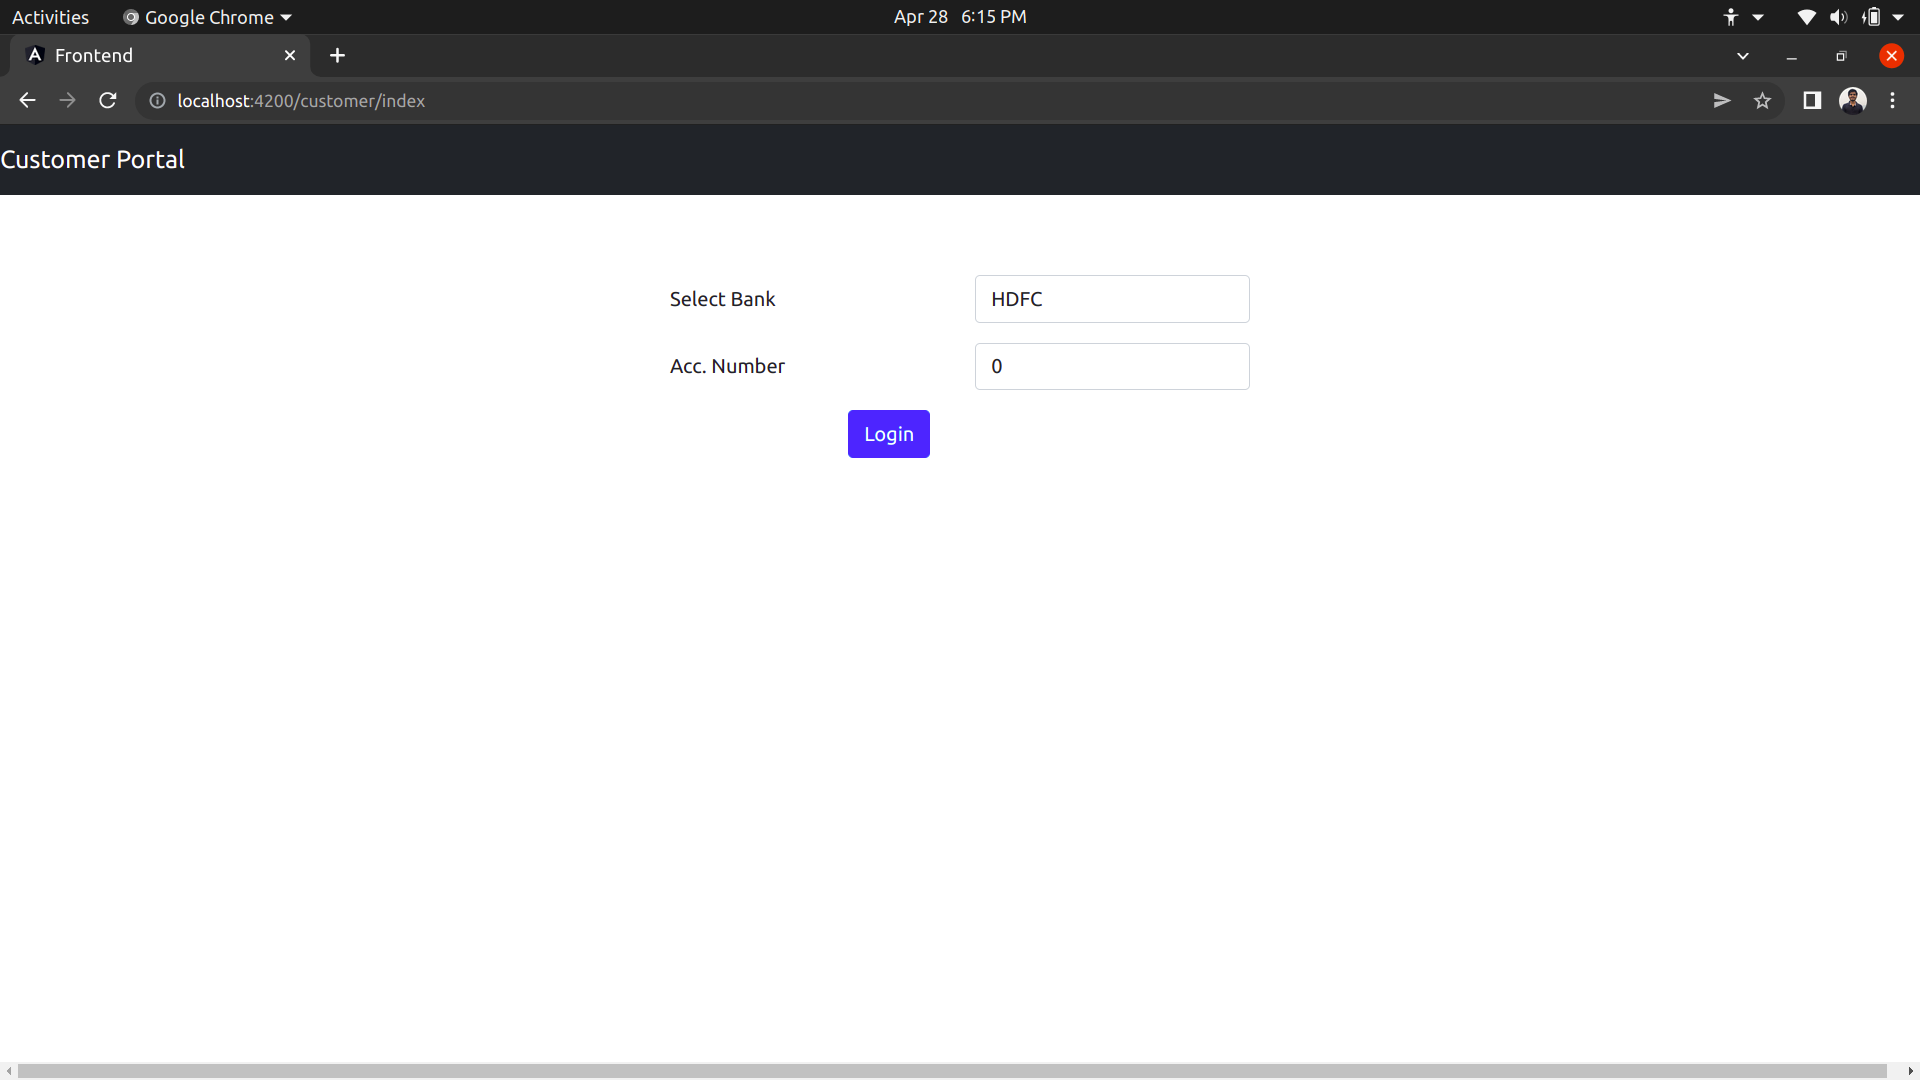 Activities Google Chrome Apr 28 6:15 PM
Frontend
localhost:4200/customer/index
Customer Portal
Select Bank HDFC
Acc. Number 0
Login